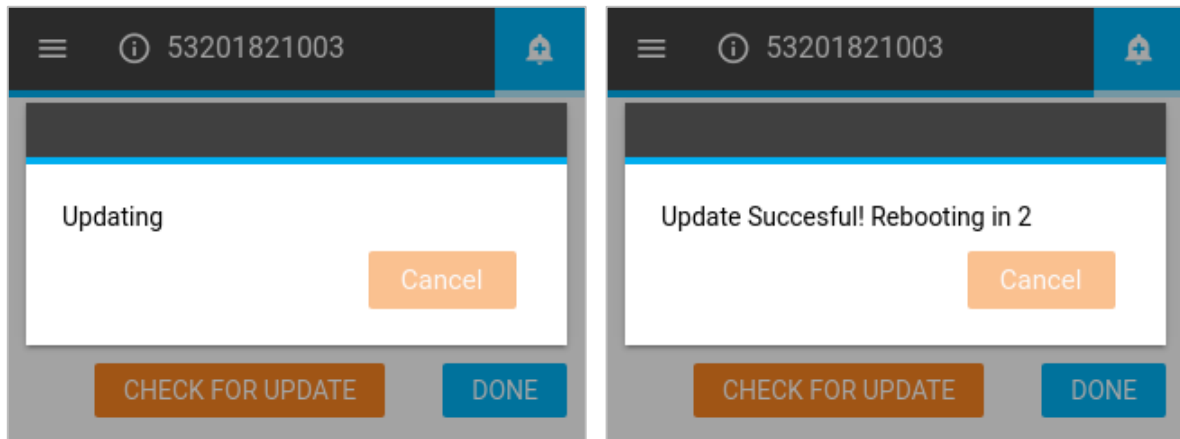 53201821003
Updating
Cancel
CHECK FOR UPDATE
DONE
53201821003
Update Succesful! Rebooting in 2
Cancel
CHECK FOR UPDATE
DONE